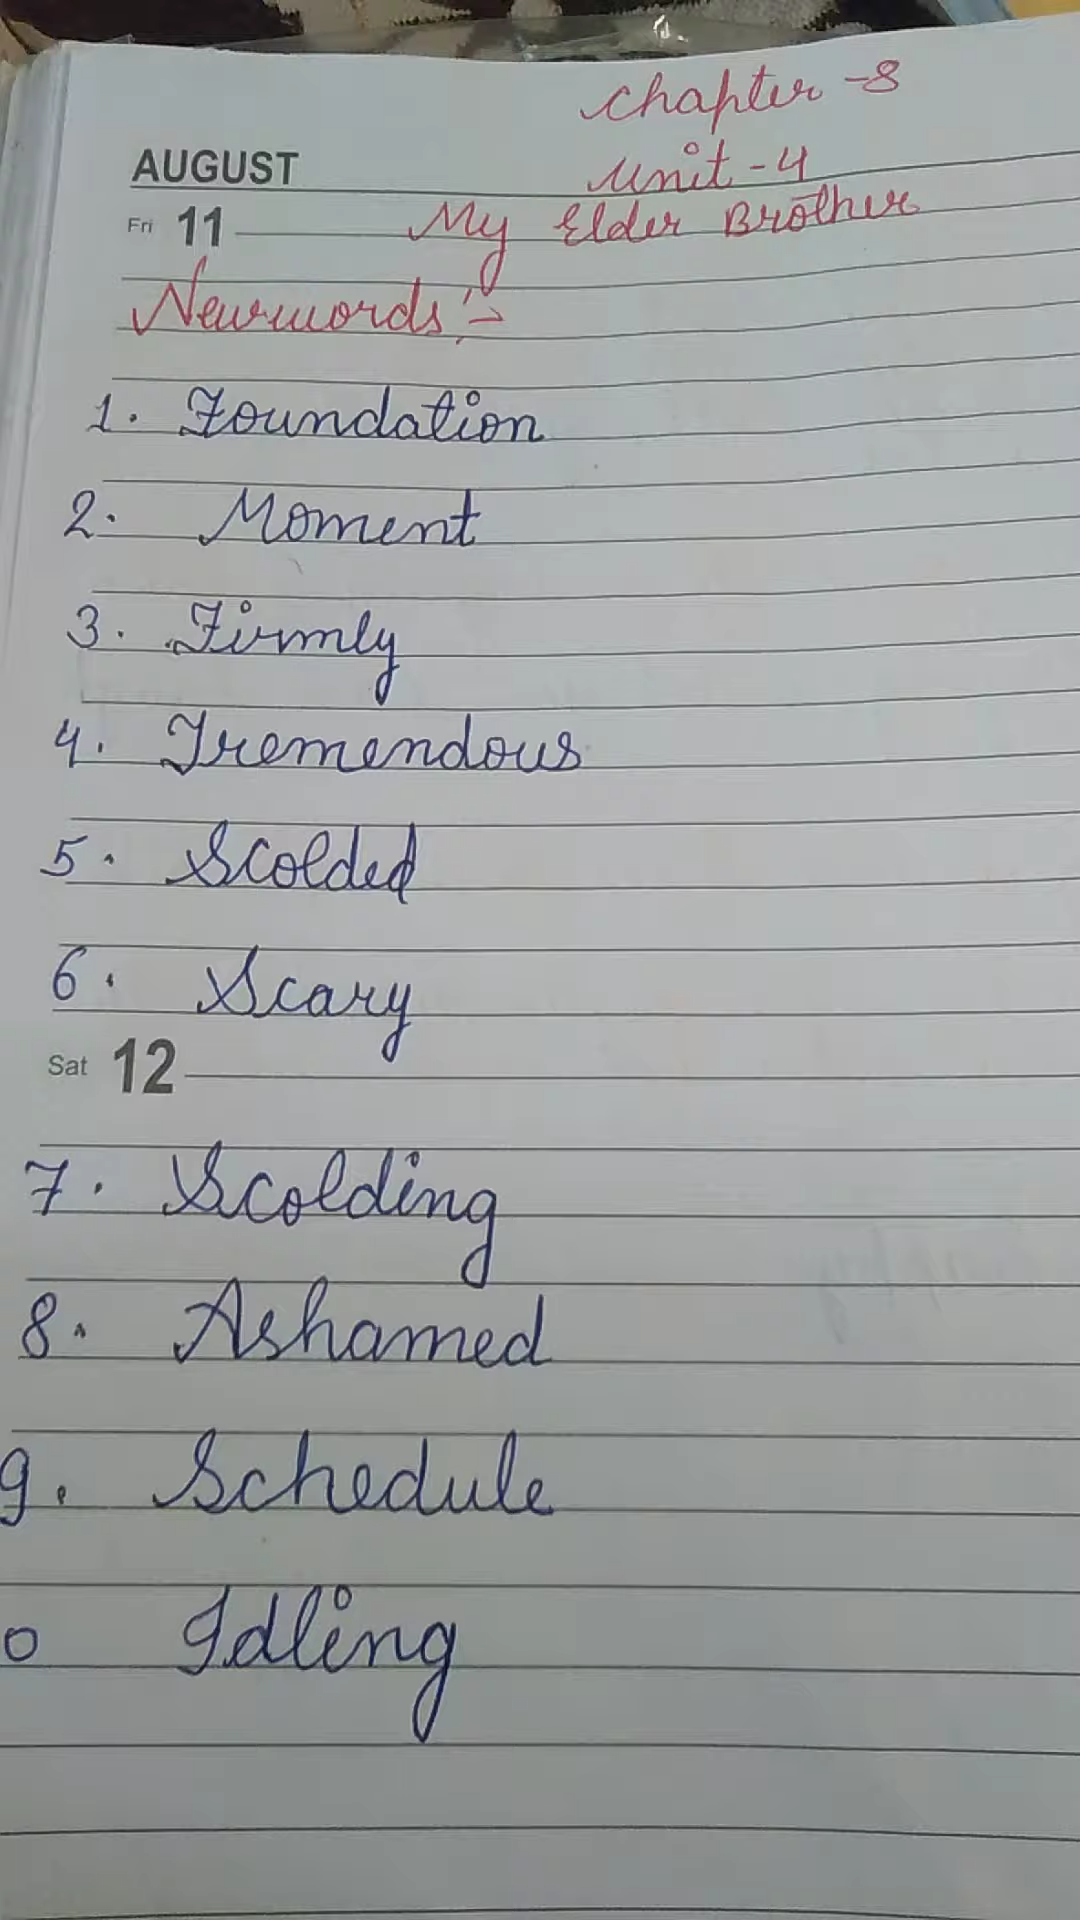 Chapter -8
AUGUST
Unit - 4
Fri 11
My Elder Brother
Newwords :-
1. Foundation
2. Moment
3. Firmly
4. Tremendous
5. Scolded
6. Scary
Sat 12
7. Scolding
8. Ashamed
9. Schedule
0 Idling